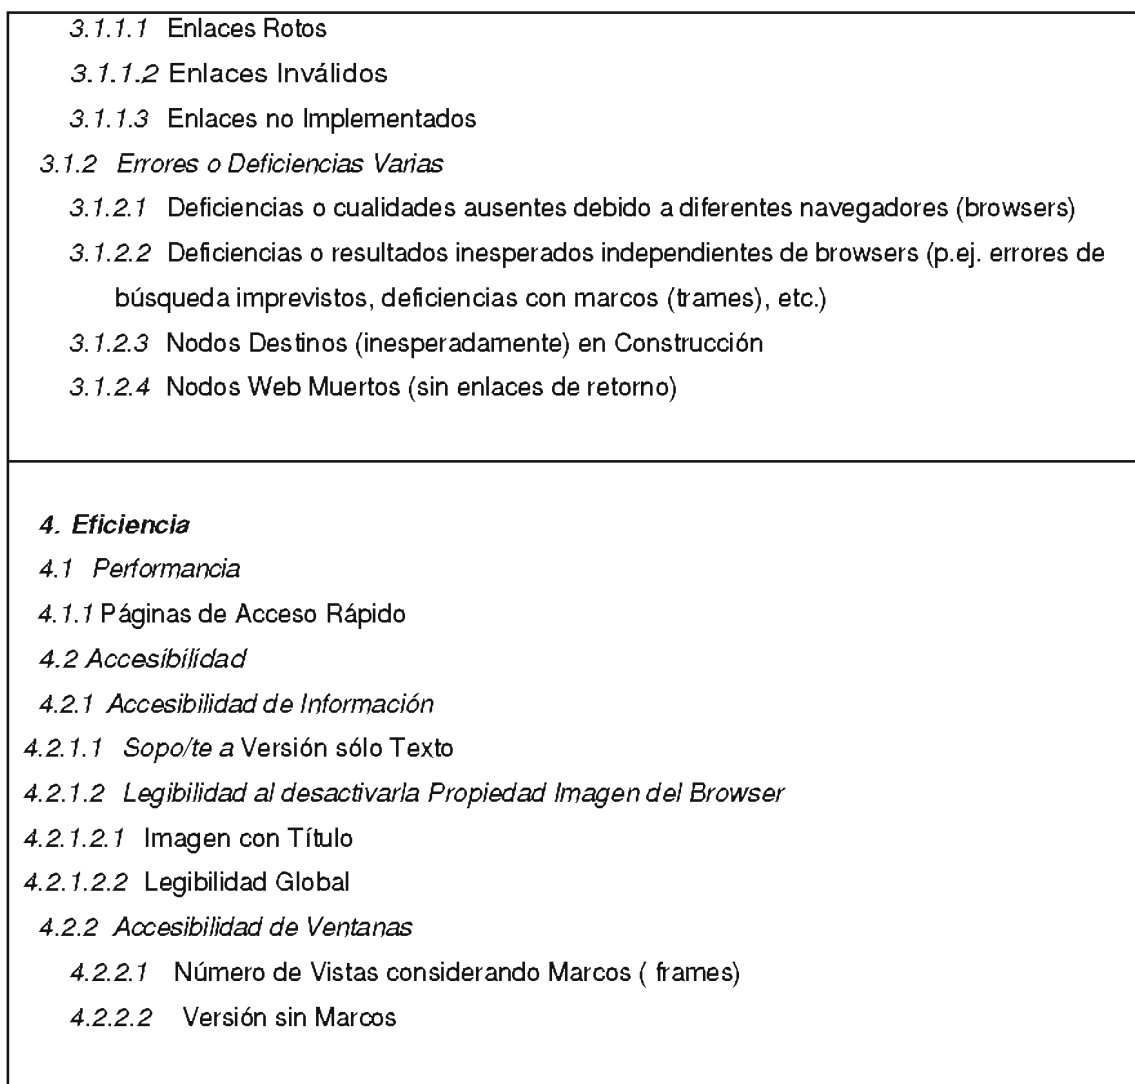 3.1.1.1 Enlaces Rotos
3.1.1.2 Enlaces Inválidos
3.1.1.3 Enlaces no Implementados
3.1.2 Errores o Deficiencias Varias
3.1.2.1 Deficiencias o cualidades ausentes debido a diferentes navegadores (browsers)
3.1.2.2 Deficiencias o resultados inesperados independientes de browsers (p.ej. errores de
búsqueda imprevistos, deficiencias con marcos (trames), etc.)
3.1.2.3 Nodos Destinos (inesperadamente) en Construcción
3.1.2.4 Nodos Web Muertos (sin enlaces de retorno)
4. Eficiencia
4.1 Performancia
4.1.1 Páginas de Acceso Rápido
4.2 Accesibilidad
4.2.1 Accesibilidad de Información
4.2.1.1 Sopo/te a Versión sólo Texto
4.2.1.2 Legibilidad al desactivarla Propiedad Imagen del Browser
4.2.1.2.1 Imagen con Título
4.2.1.2.2 Legibilidad Global
4.2.2 Accesibilidad de Ventanas
4.2.2.1 Número de Vistas considerando Marcos ( frames)
4.2.2.2 Versión sin Marcos